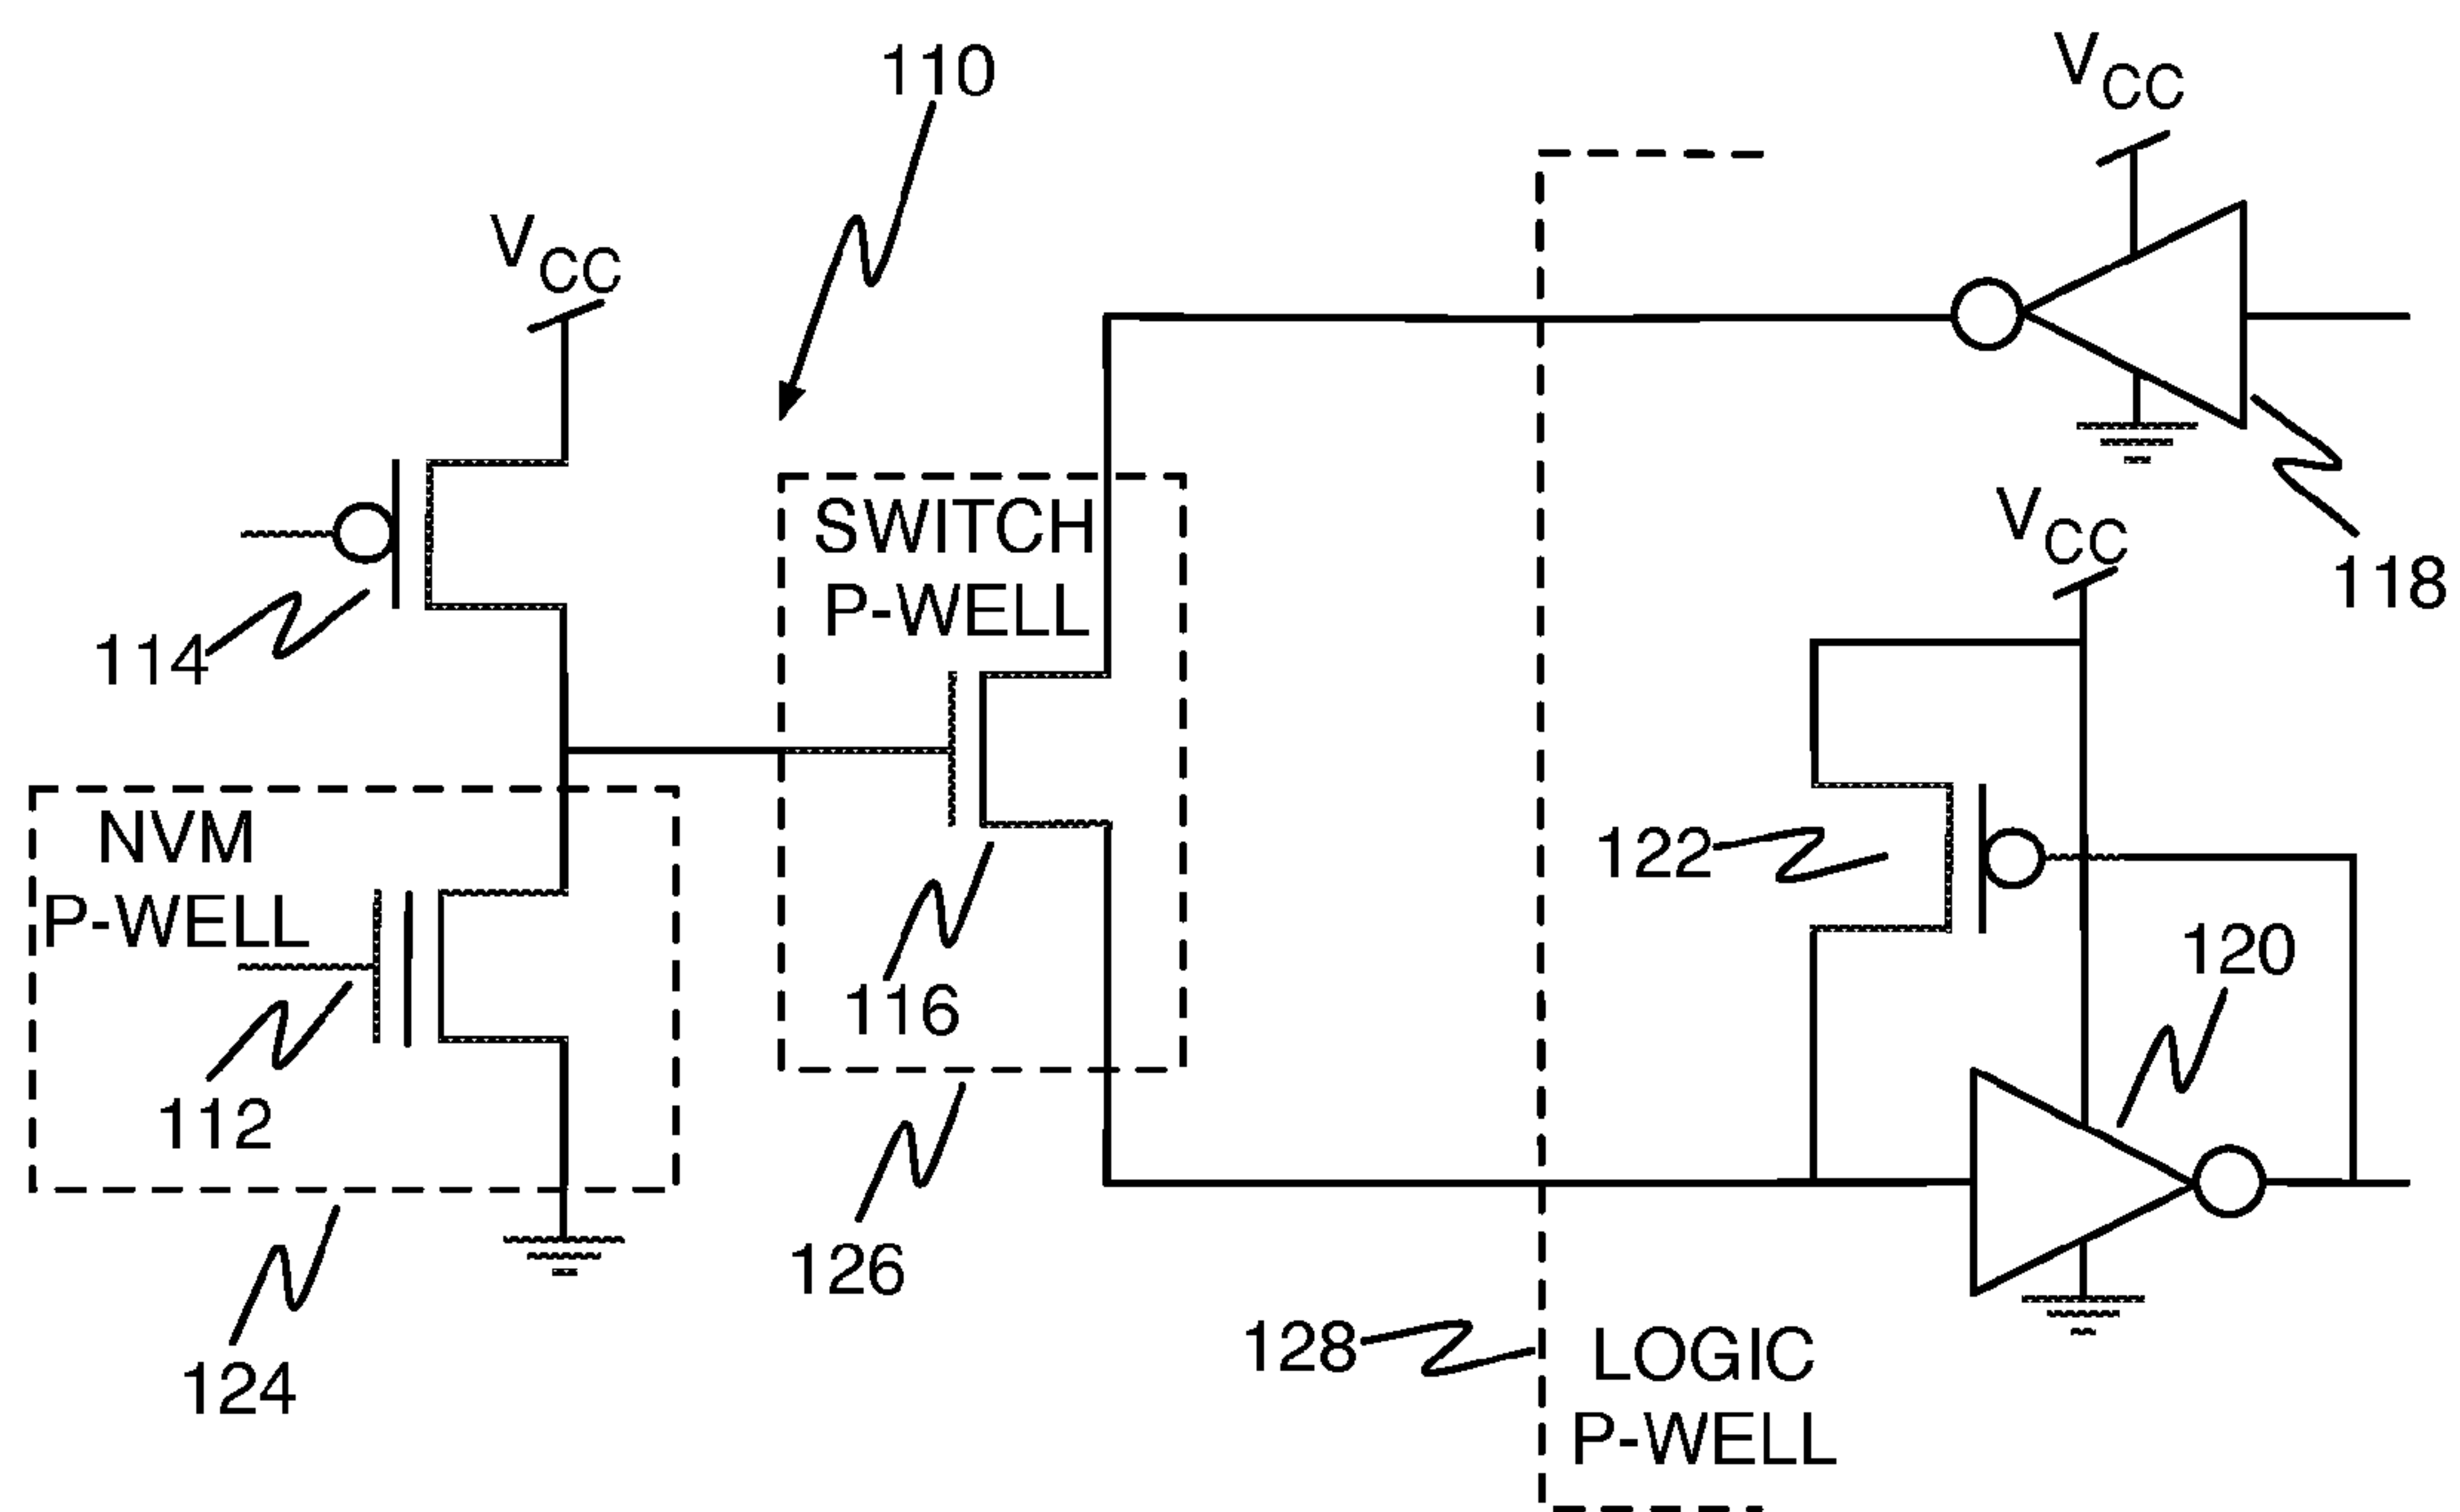 110
VCC
VCC
SWITCH
P-WELL
VCC
118
114
NVM
P-WELL
122
120
116
112
126
128
LOGIC
P-WELL
124